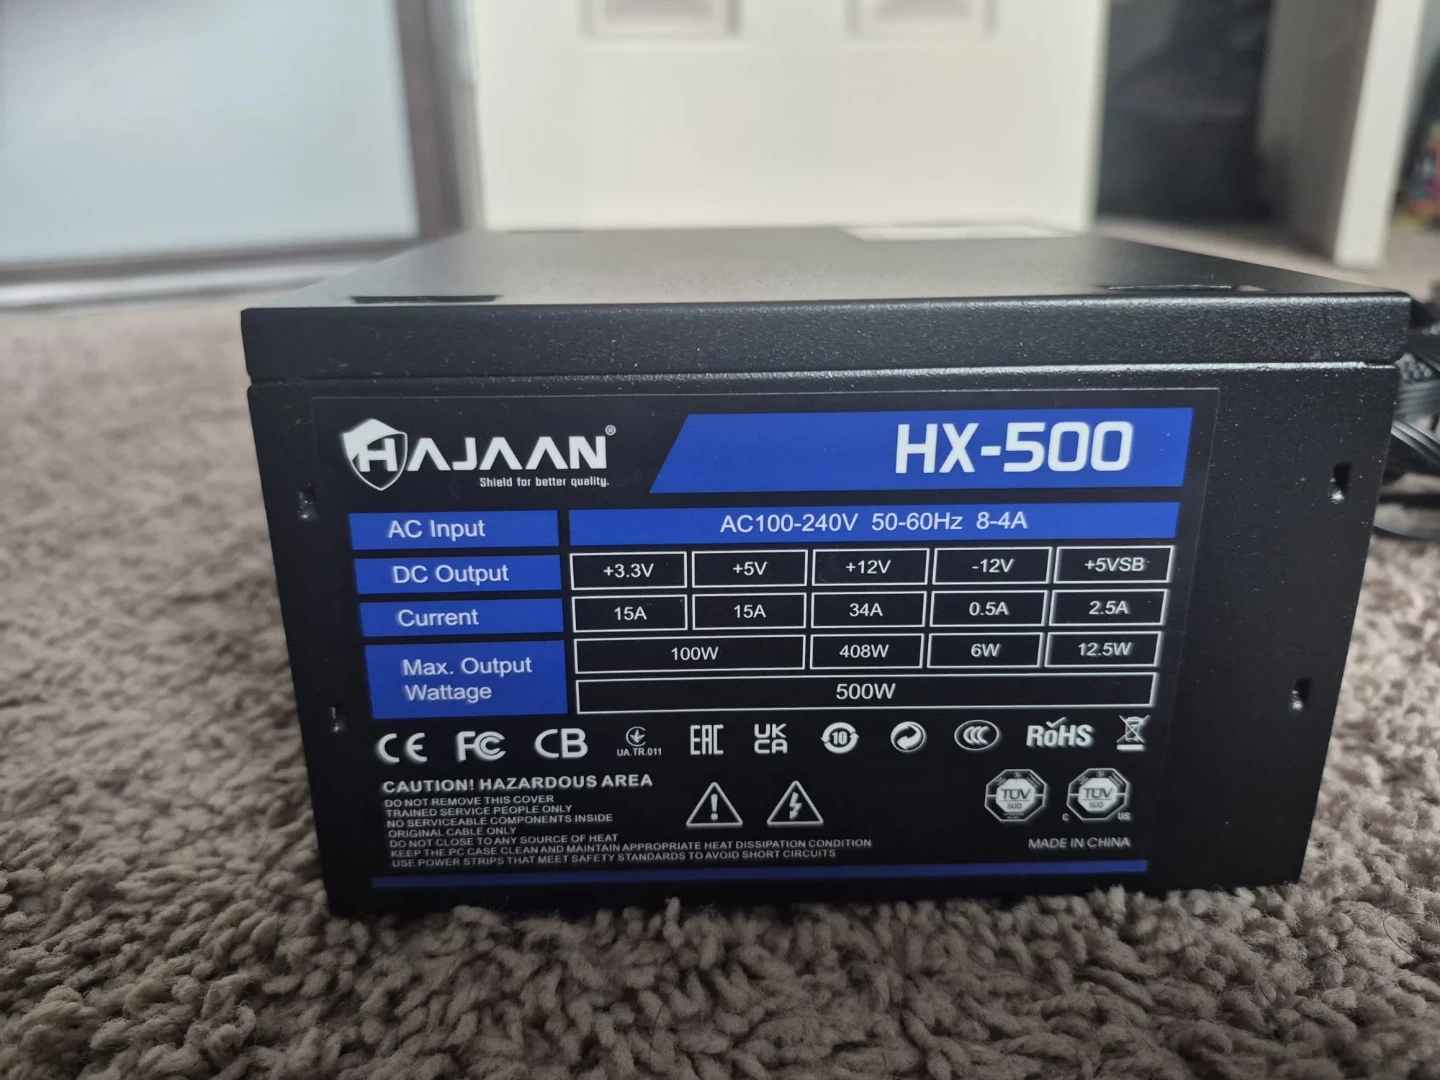 HAJAAN®
Shield for better quality.
HX-500
AC Input AC100-240V 50-60Hz 8-4A
DC Output +3.3V +5V +12V -12V +5VSB
Current 15A 15A 34A 0.5A 2.5A
Max. Output Wattage 100W 408W 6W 12.5W
500W
CE FC CB UA.TR.011 EAC UK CA 10 CCC RoHS
CAUTION! HAZARDOUS AREA
DO NOT REMOVE THIS COVER
TRAINED SERVICE PEOPLE ONLY
NO SERVICEABLE COMPONENTS INSIDE
ORIGINAL CABLE ONLY
DO NOT CLOSE TO ANY SOURCE OF HEAT
KEEP THE PC CASE CLEAN AND MAINTAIN APPROPRIATE HEAT DISSIPATION CONDITION
USE POWER STRIPS THAT MEET SAFETY STANDARDS TO AVOID SHORT CIRCUITS
TÜV SÜD
c TÜV SÜD US
MADE IN CHINA